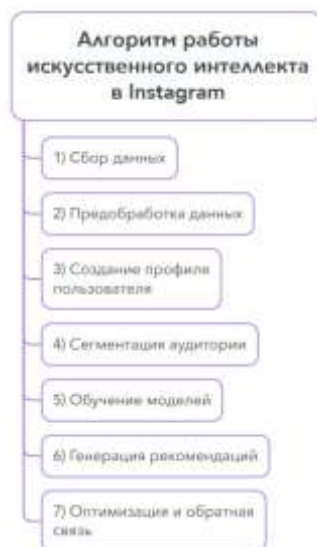 Алгоритм работы
искусственного интеллекта
в Instagram
1) Сбор данных
2) Предобработка данных
3) Создание профиля
пользователя
4) Сегментация аудитории
5) Обучение моделей
6) Генерация рекомендаций
7) Оптимизация и обратная
связь